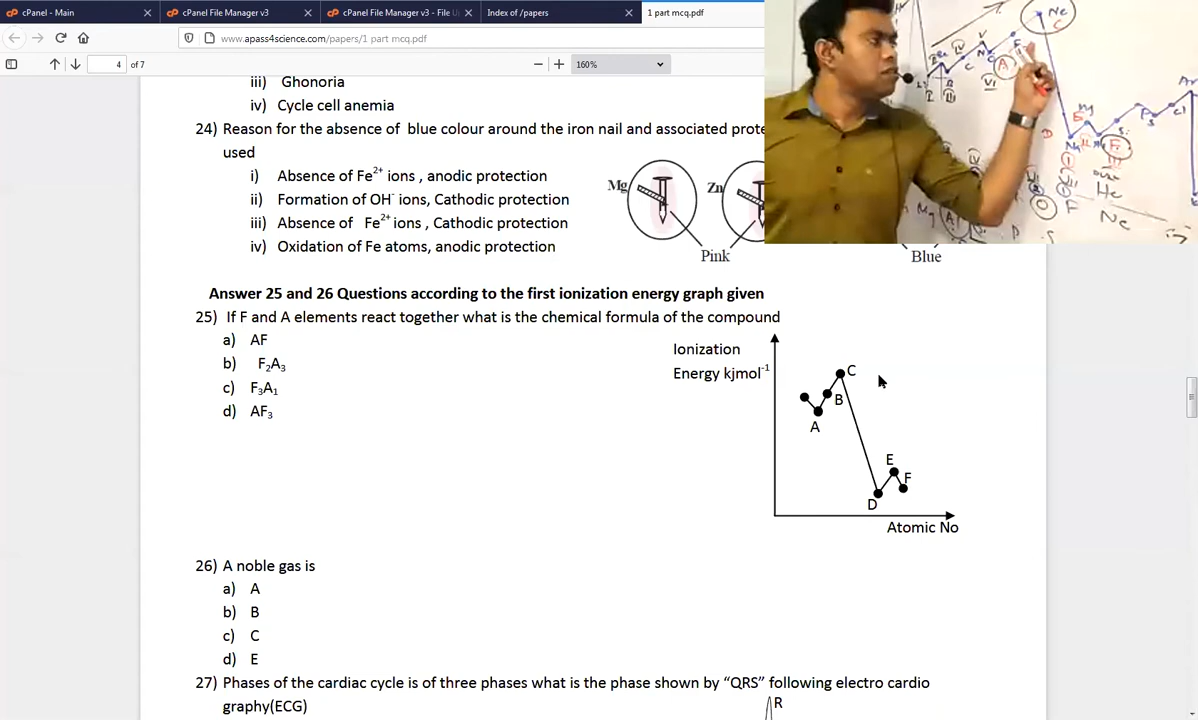 cPanel - Main
cPanel File Manager v3
cPanel File Manager v3 - File U
Index of /papers
1 part mcq.pdf
www.apass4science.com/papers/1 part mcq.pdf
4 of 7
160%
iii) Ghonoria
iv) Cycle cell anemia
24) Reason for the absence of blue colour around the iron nail and associated prote
used
i) Absence of Fe²⁺ ions , anodic protection
ii) Formation of OH⁻ ions, Cathodic protection
iii) Absence of Fe²⁺ ions , Cathodic protection
iv) Oxidation of Fe atoms, anodic protection
Mg
Zn
Pink
Blue
Answer 25 and 26 Questions according to the first ionization energy graph given
25) If F and A elements react together what is the chemical formula of the compound
a) AF
b) F₂A₃
c) F₃A₁
d) AF₃
Ionization
Energy kjmol⁻¹
C
B
A
E
F
D
Atomic No
26) A noble gas is
a) A
b) B
c) C
d) E
27) Phases of the cardiac cycle is of three phases what is the phase shown by “QRS” following electro cardio
graphy(ECG)
R
Ne
C
A
VI
Ar
Mg
cl
He
Ne
F
Mg